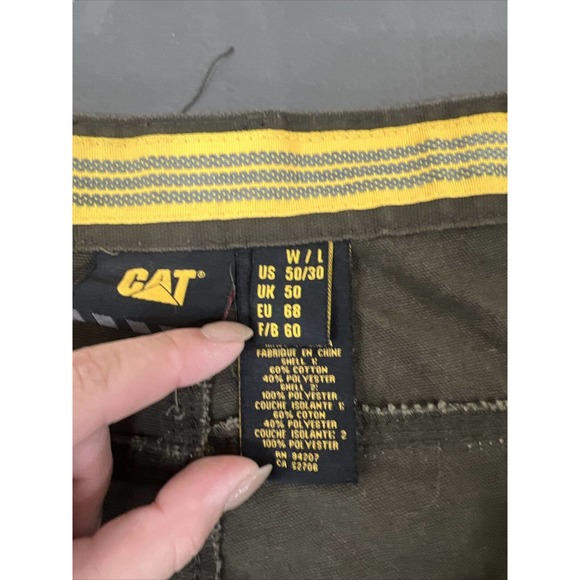 CAT®
W / L
US 50/30
UK 50
EU 68
F/B 60
FABRIQUE EN CHINE
SHELL 1:
60% COTTON
40% POLYESTER
SHELL 2:
100% POLYESTER
COUCHE ISOLANTE 1:
60% COTTON
40% POLYESTER
COUCHE ISOLANTE: 2
100% POLYESTER
RN 94207
CA 52706